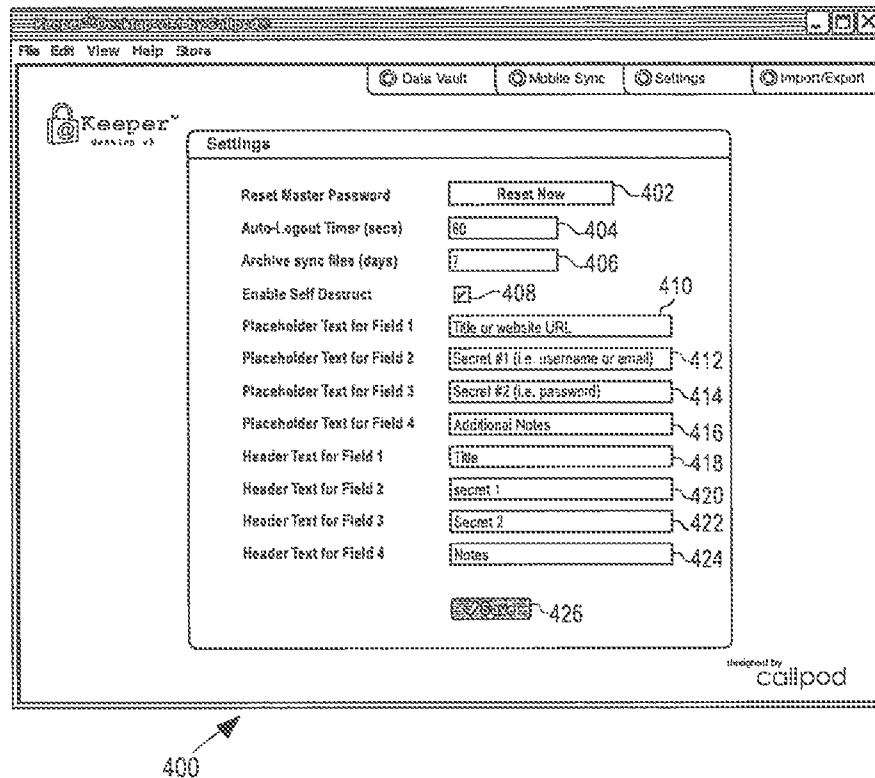 File Edit View Help Store
Data Vault Mobile Sync Settings Import/Export
Keeper™
desktop v3
Settings
Reset Master Password Reset Now 402
Auto-Logout Timer (secs) 60 404
Archive sync files (days) 7 406
Enable Self Destruct 408
410
Placeholder Text for Field 1 Title or website URL
Placeholder Text for Field 2 Secret #1 (i.e. username or email) 412
Placeholder Text for Field 3 Secret #2 (i.e. password) 414
Placeholder Text for Field 4 Additional Notes 416
Header Text for Field 1 Title 418
Header Text for Field 2 secret 1 420
Header Text for Field 3 Secret 2 422
Header Text for Field 4 Notes 424
426
designed by
callpod
400